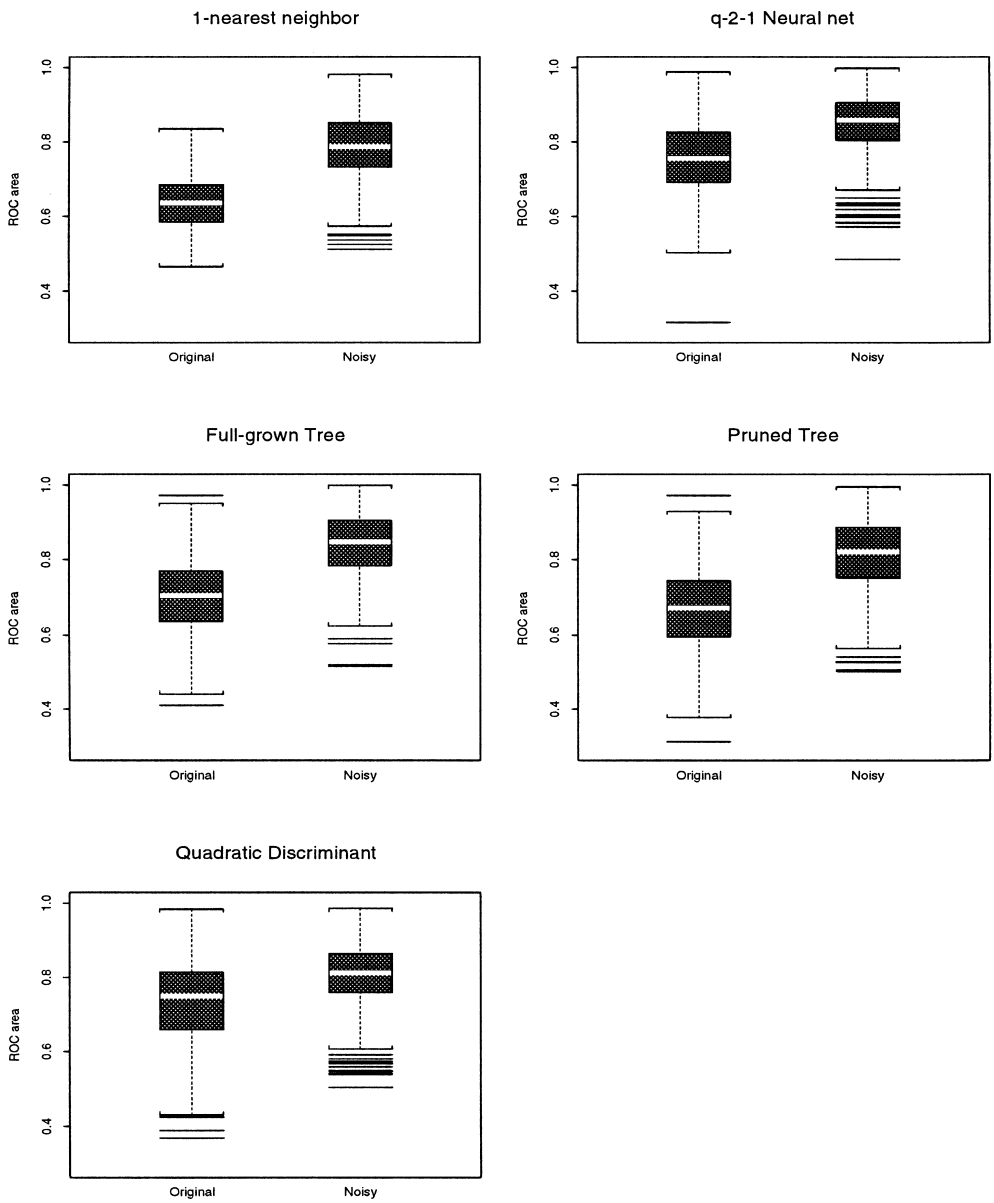 1-nearest neighbor
ROC area
1.0
0.8
0.6
0.4
Original Noisy
q-2-1 Neural net
ROC area
1.0
0.8
0.6
0.4
Original Noisy
Full-grown Tree
ROC area
1.0
0.8
0.6
0.4
Original Noisy
Pruned Tree
ROC area
1.0
0.8
0.6
0.4
Original Noisy
Quadratic Discriminant
ROC area
1.0
0.8
0.6
0.4
Original Noisy